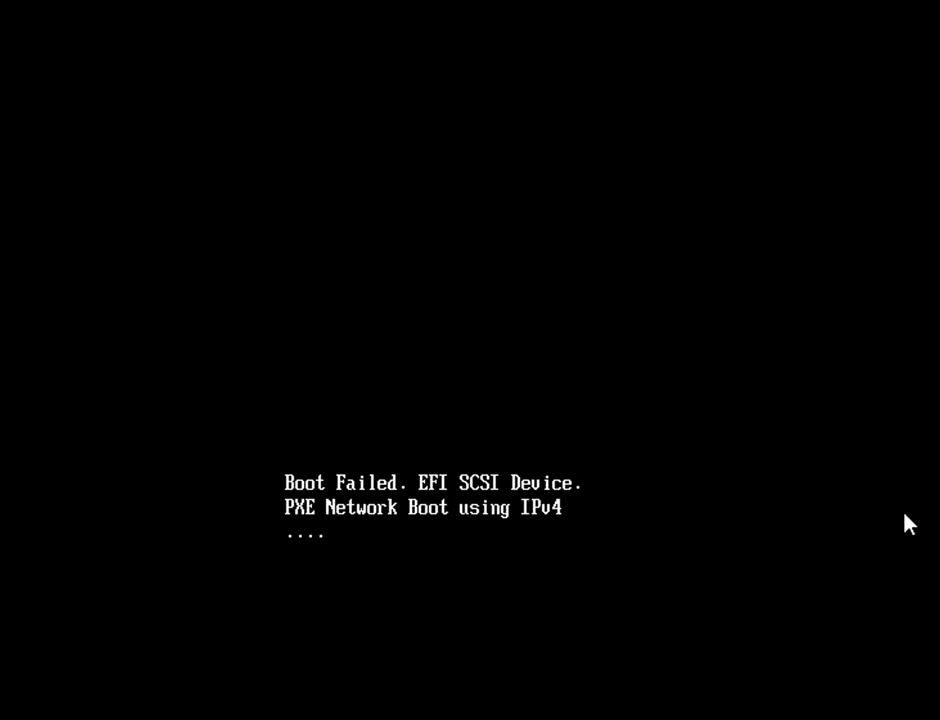 Boot Failed. EFI SCSI Device.
PXE Network Boot using IPv4
....